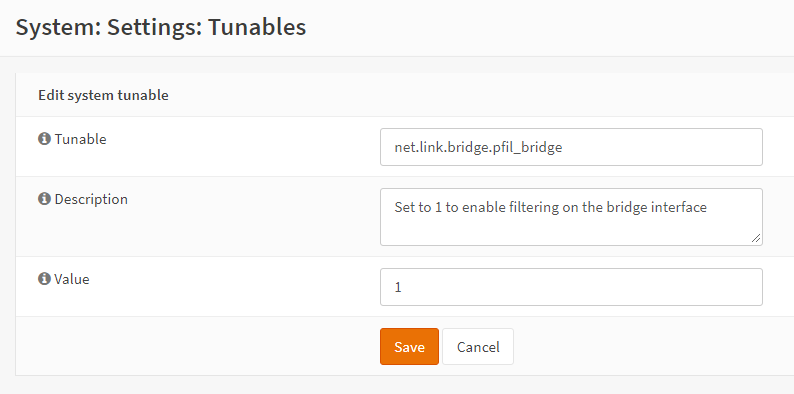 System: Settings: Tunables
Edit system tunable
Tunable
net.link.bridge.pfil_bridge
Description
Set to 1 to enable filtering on the bridge interface
Value
1
Save
Cancel